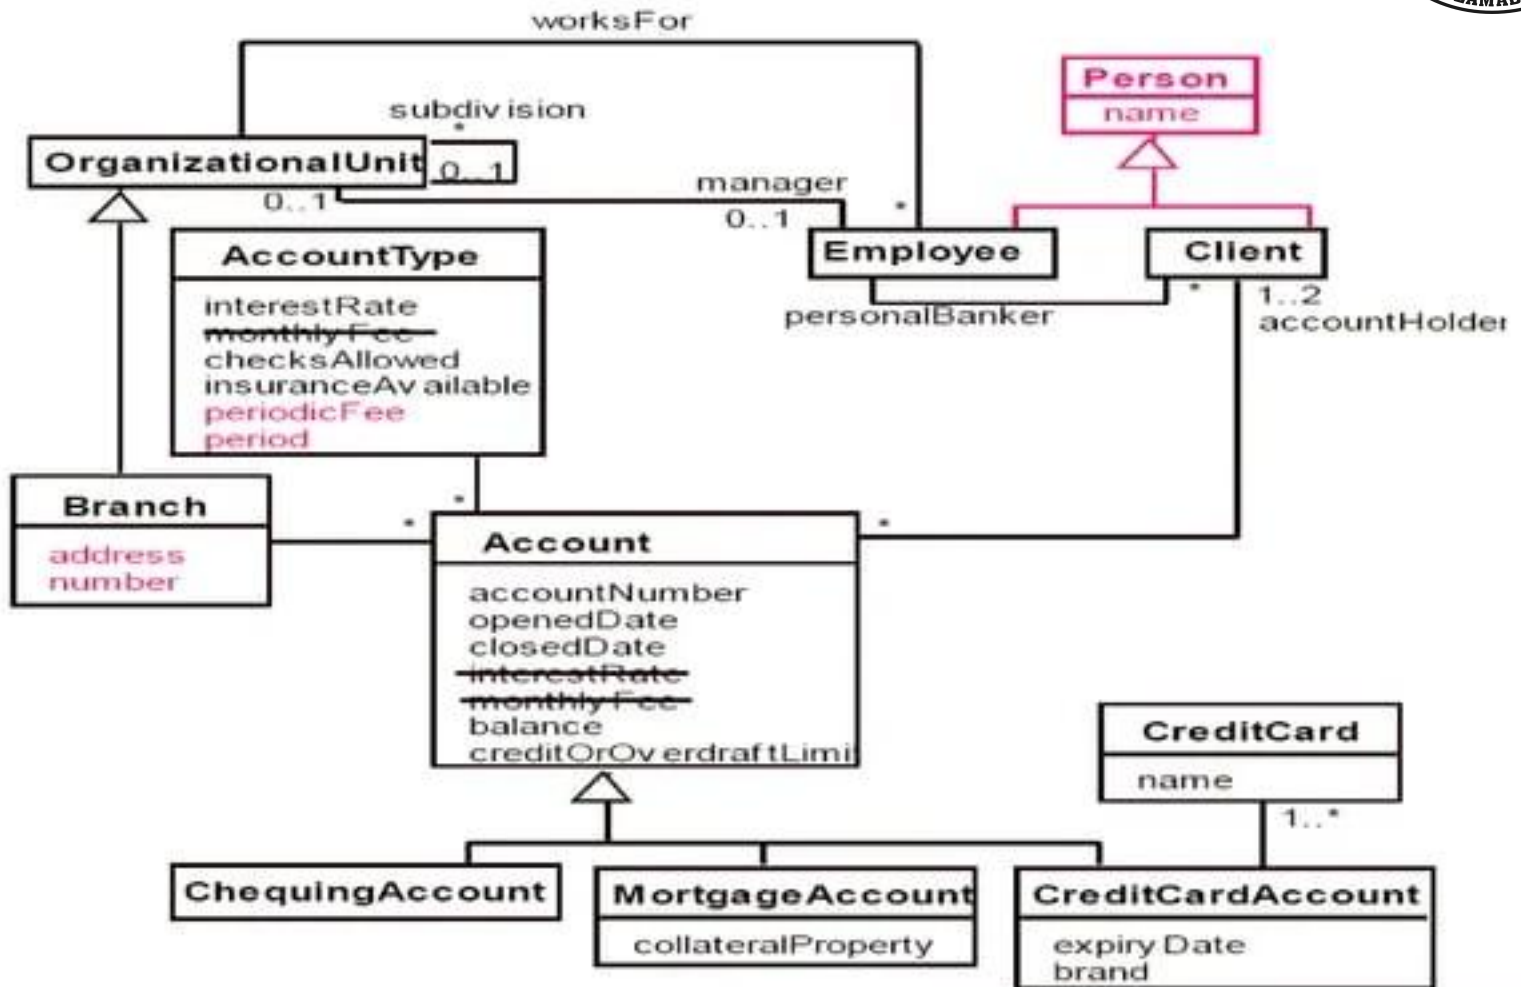 AMAD
worksFor
Person
name
subdivision
*
OrganizationalUnit
0..1
0..1
manager
0..1
*
AccountType
interestRate
monthlyFee
checksAllowed
insuranceAvailable
periodicFee
period
Employee
Client
*
1..2
personalBanker
accountHolder
Branch
address
number
*
*
*
Account
accountNumber
openedDate
closedDate
interestRate
monthlyFee
balance
creditOrOverdraftLimi
CreditCard
name
1..*
ChequingAccount
MortgageAccount
collateralProperty
CreditCardAccount
expiryDate
brand